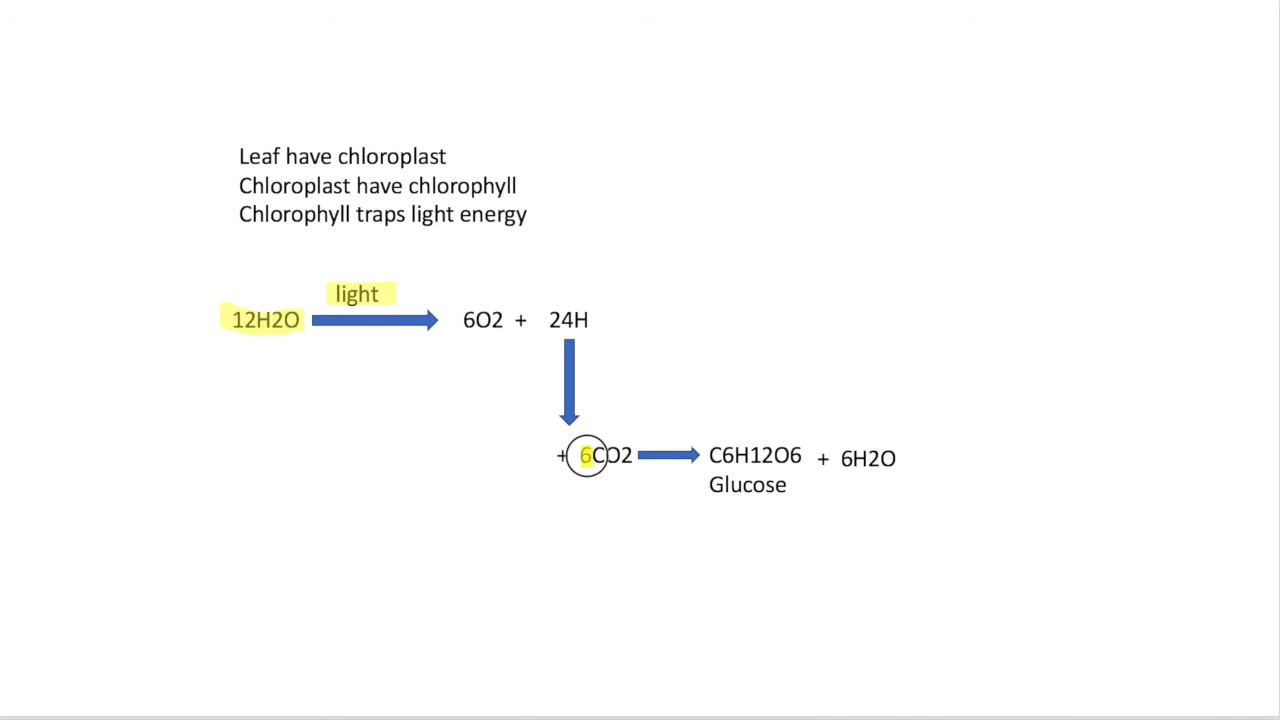 Leaf have chloroplast
Chloroplast have chlorophyll
Chlorophyll traps light energy
light
12H2O 6O2 + 24H
+ 6CO2 C6H12O6 + 6H2O
Glucose